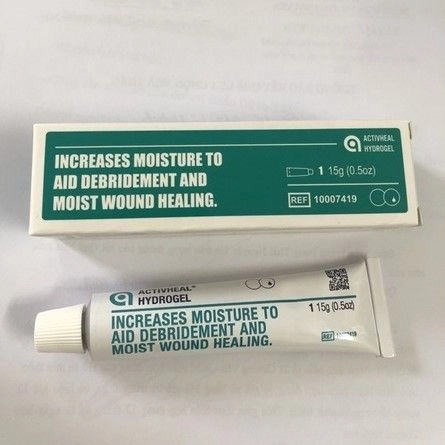 ACTIVHEAL
HYDROGEL
INCREASES MOISTURE TO
AID DEBRIDEMENT AND
MOIST WOUND HEALING.
1 15g (0.5oz)
REF 10007419
ACTIVHEAL®
HYDROGEL
INCREASES MOISTURE TO
AID DEBRIDEMENT AND
MOIST WOUND HEALING.
1 15g (0.5oz)
REF 10007419